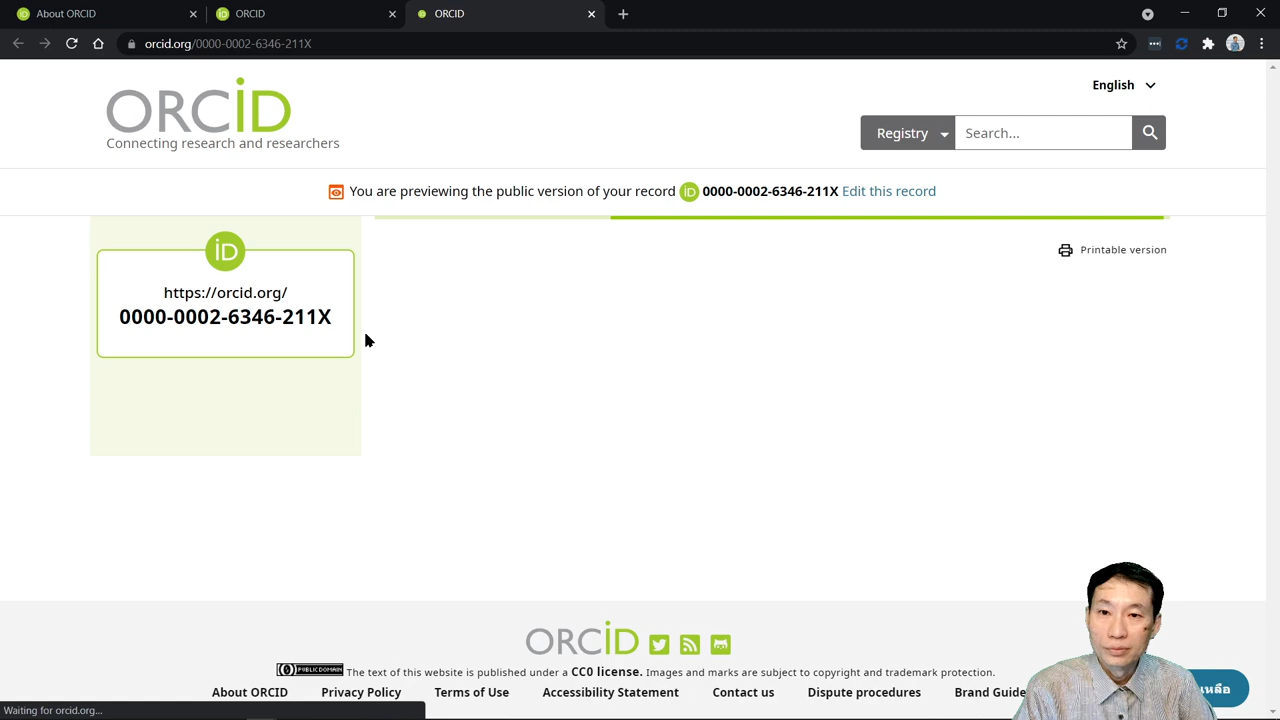 About ORCID
ORCID
ORCID
orcid.org/0000-0002-6346-211X
ORCID
Connecting research and researchers
English
Registry
Search...
You are previewing the public version of your record iD 0000-0002-6346-211X Edit this record
Printable version
iD
https://orcid.org/
0000-0002-6346-211X
ORCID
PUBLIC DOMAIN The text of this website is published under a CC0 license. Images and marks are subject to copyright and trademark protection.
About ORCID Privacy Policy Terms of Use Accessibility Statement Contact us Dispute procedures Brand Guide
Waiting for orcid.org...